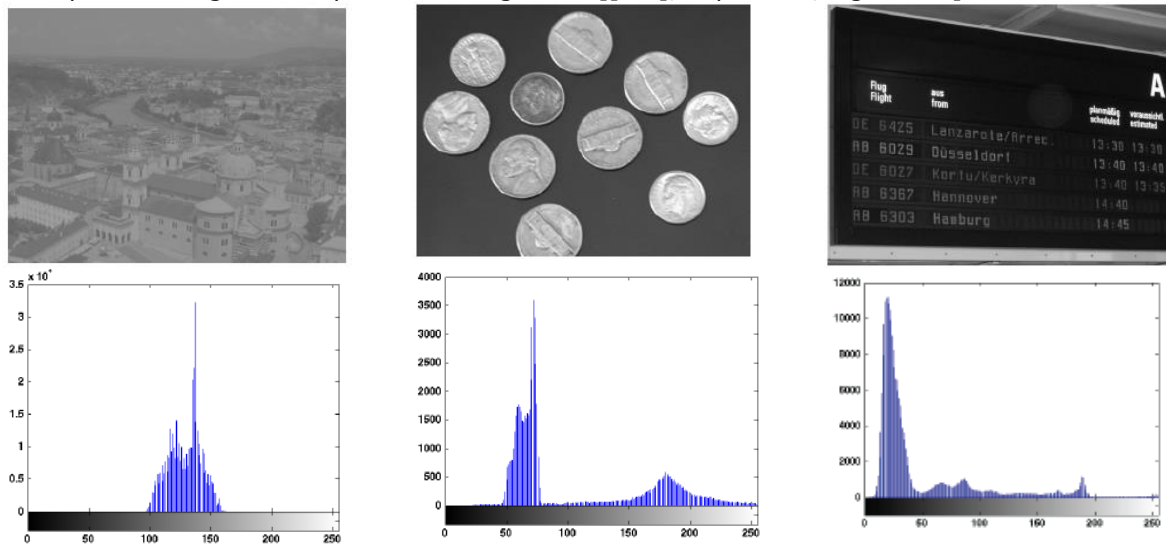 A
Flug
Flight
aus
from
planmäßig
scheduled
voraussichtl.
estimated
DE 6425 Lanzarote/Arrec. 13:30 13:30
AB 6029 Düsseldorf 13:40 13:40
DE 6027 Korfu/Kerkyra 13:40 13:35
AB 6367 Hannover 14:40
AB 6303 Hamburg 14:45
x 10⁴
3.5
3
2.5
2
1.5
1
0.5
0
0 50 100 150 200 250
4000
3500
3000
2500
2000
1500
1000
500
0
0 50 100 150 200 250
12000
10000
8000
6000
4000
2000
0
0 50 100 150 200 250